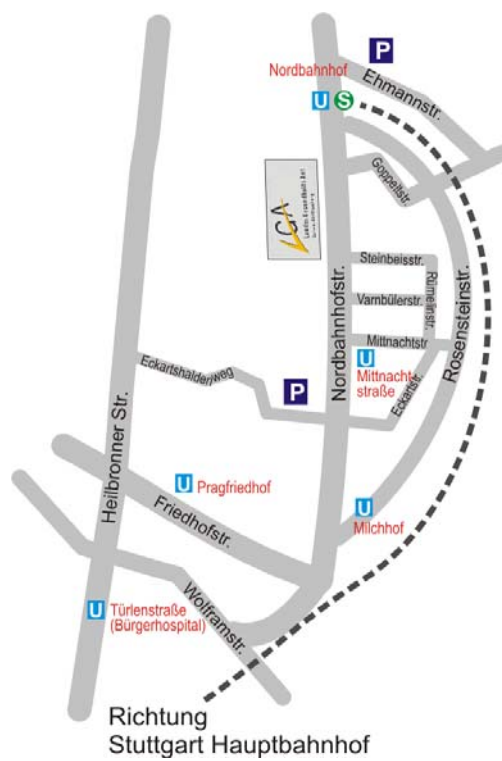 P
Nordbahnhof
Ehmannstr.
U S
Goppeltstr.
LGA
Steinbeisstr.
Rümelinstr.
Varnbülerstr.
Nordbahnhofstr.
Rosensteinstr.
Mittnachtstr
U
Mittnacht-
straße
Eckartshaldenweg
P
Eckartstr.
Heilbronner Str.
U Pragfriedhof
Friedhofstr.
U
Milchhof
U Türlenstraße
(Bürgerhospital)
Wolframstr.
Richtung
Stuttgart Hauptbahnhof